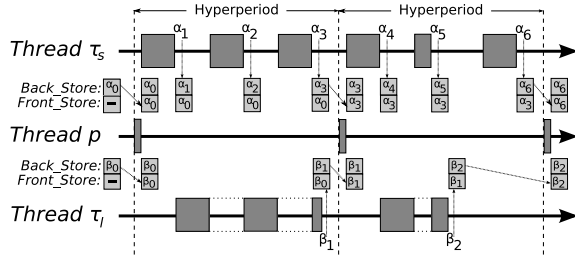 Hyperperiod Hyperperiod
α1 α2 α3 α4 α5 α6
Thread τs
Back_Store: α0 α0 α1 α2 α3 α3 α4 α5 α6 α6
Front_Store: – α0 α0 α0 α0 α3 α3 α3 α3 α6
Thread p
Back_Store: β0 β0 β1 β1 β2 β2
Front_Store: – β0 β0 β1 β1 β2
Thread τl
β1 β2